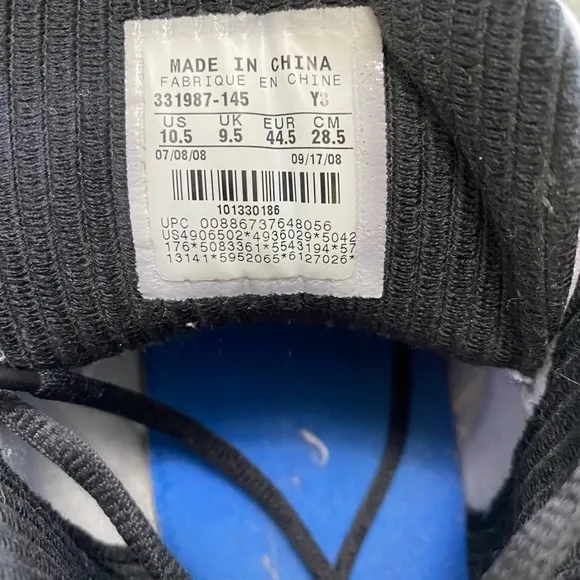 MADE IN CHINA
FABRIQUE EN CHINE
331987-145 Y3
US UK EUR CM
10.5 9.5 44.5 28.5
07/08/08 09/17/08
101330186
UPC 00886737648056
US4906502*4936029*5042
176*5083361*5543194*57
13141*5952065*6127026*